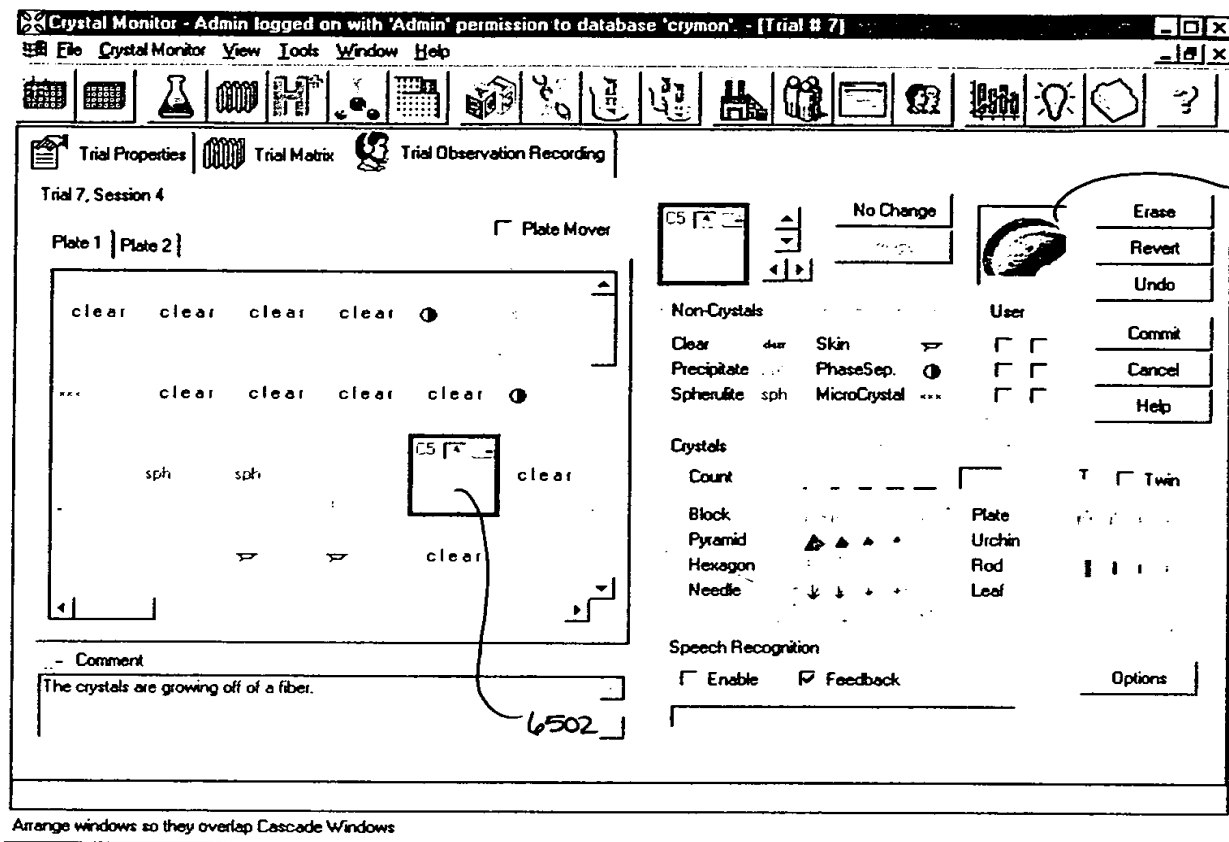 Crystal Monitor - Admin logged on with 'Admin' permission to database 'crymon'. - [Trial # 7]
File Crystal Monitor View Tools Window Help
Trial Properties Trial Matrix Trial Observation Recording
Trial 7, Session 4
Plate Mover
Plate 1 Plate 2
clear clear clear clear
clear clear clear clear
C5
sph sph clear
clear
Comment
The crystals are growing off of a fiber.
6502
C5
No Change
Erase
Revert
Undo
Commit
Cancel
Help
Non-Crystals User
Clear clear Skin
Precipitate PhaseSep.
Spherulite sph MicroCrystal xxx
Crystals
Count T Twin
Block Plate
Pyramid Urchin
Hexagon Rod
Needle Leaf
Speech Recognition
Enable Feedback
Options
Arrange windows so they overlap Cascade Windows